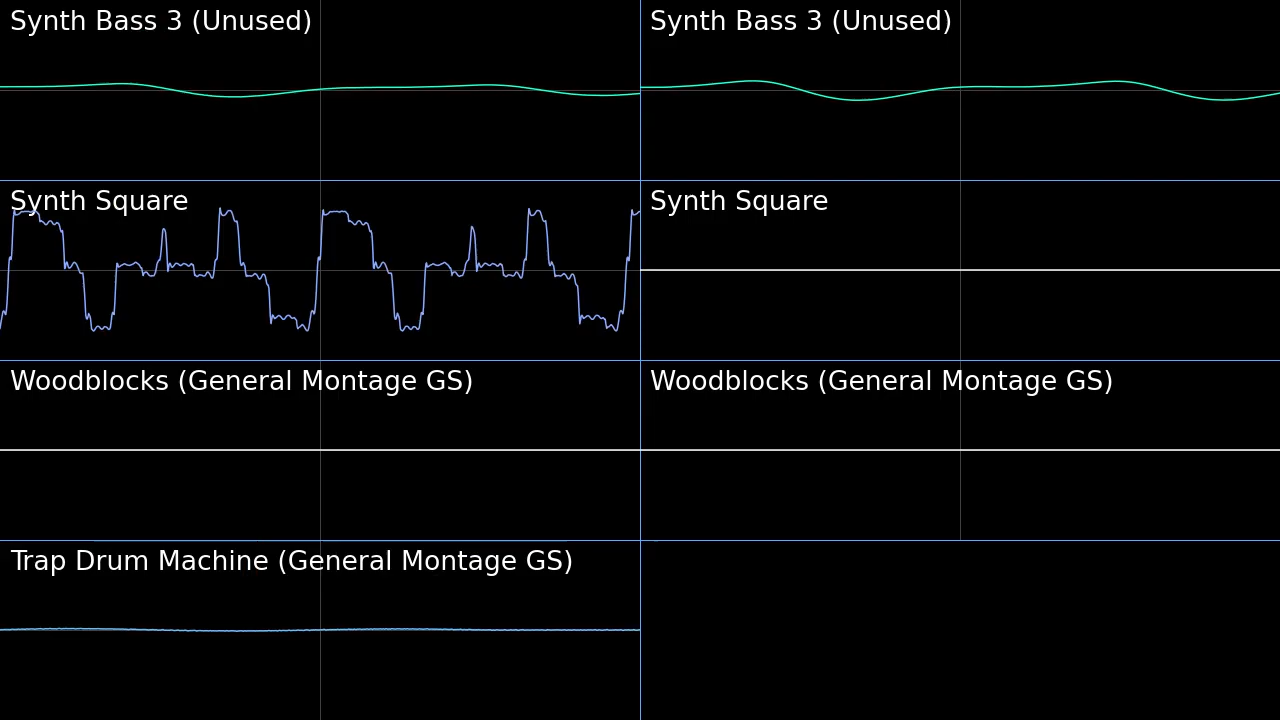 Synth Bass 3 (Unused)
Synth Bass 3 (Unused)
Synth Square
Synth Square
Woodblocks (General Montage GS)
Woodblocks (General Montage GS)
Trap Drum Machine (General Montage GS)